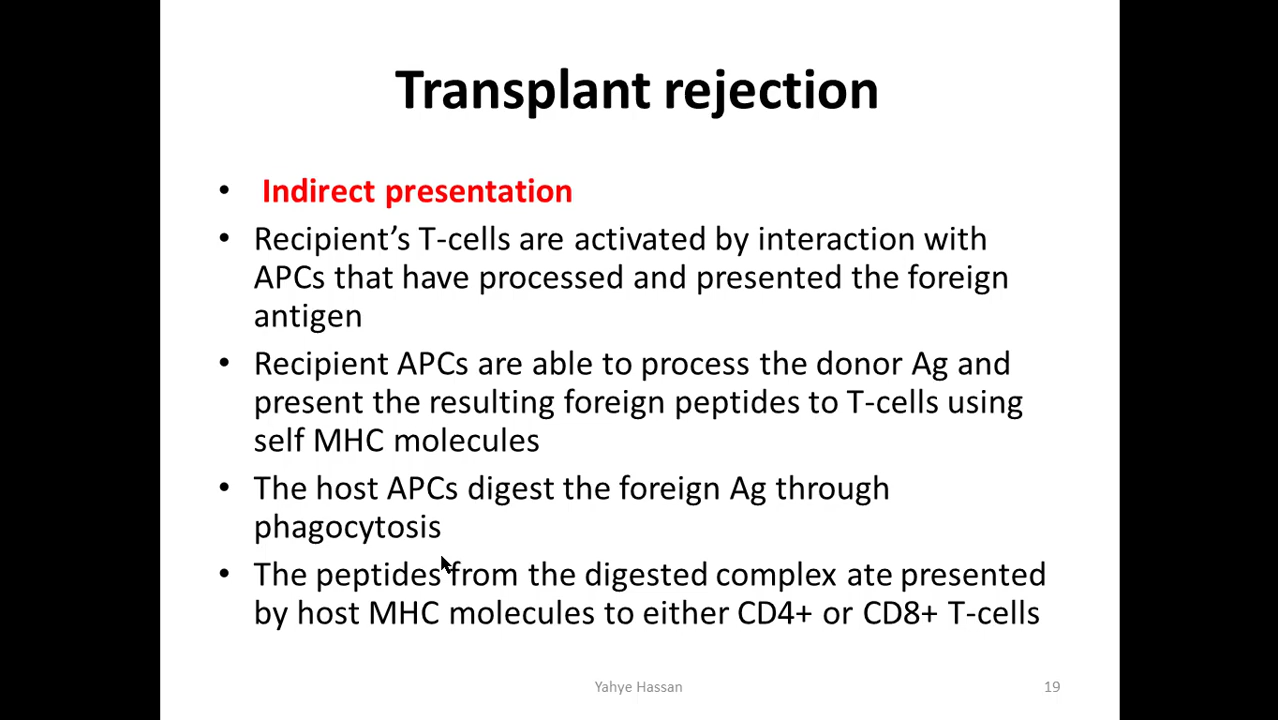 Transplant rejection
• Indirect presentation
• Recipient’s T-cells are activated by interaction with
APCs that have processed and presented the foreign
antigen
• Recipient APCs are able to process the donor Ag and
present the resulting foreign peptides to T-cells using
self MHC molecules
• The host APCs digest the foreign Ag through
phagocytosis
• The peptides from the digested complex ate presented
by host MHC molecules to either CD4+ or CD8+ T-cells
Yahye Hassan
19